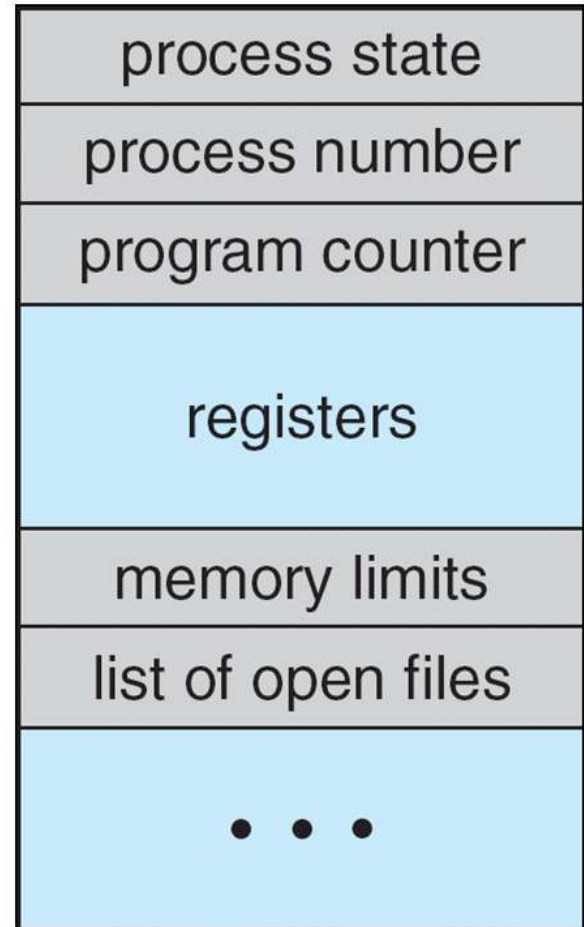 process state
process number
program counter
registers
memory limits
list of open files
• • •